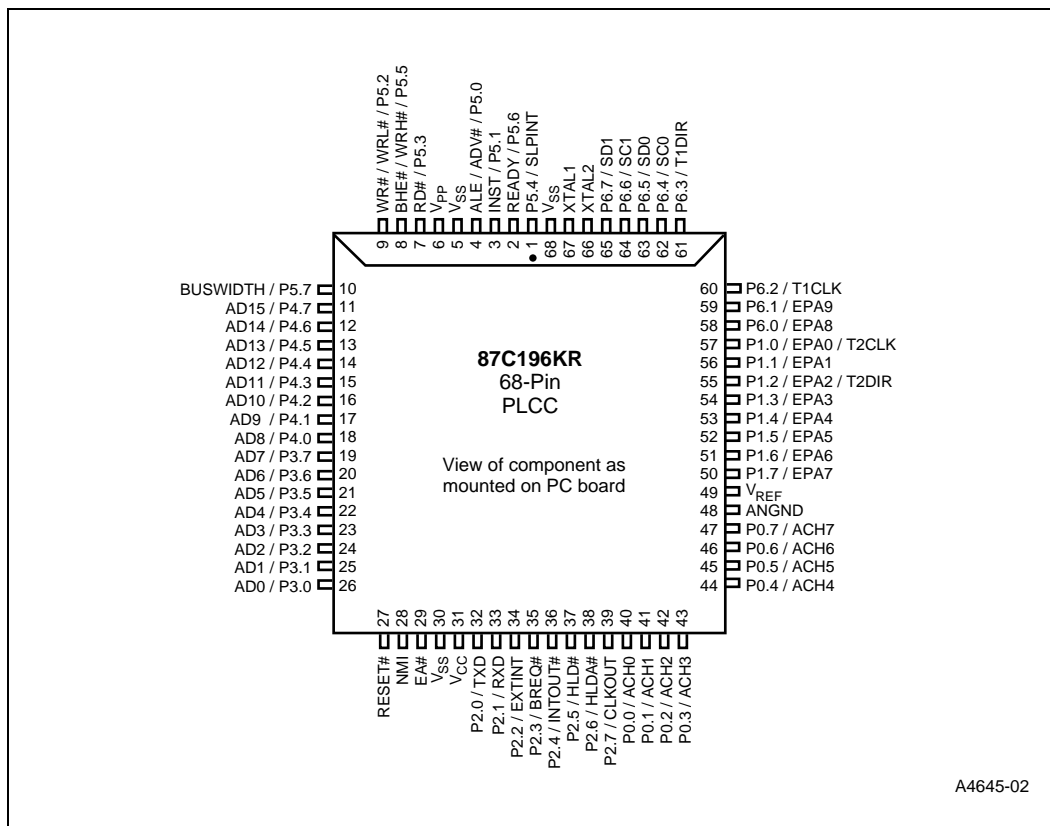 WR# / WRL# / P5.2
BHE# / WRH# / P5.5
RD# / P5.3
VPP
VSS
ALE / ADV# / P5.0
INST / P5.1
READY / P5.6
P5.4 / SLPINT
VSS
XTAL1
XTAL2
P6.7 / SD1
P6.6 / SC1
P6.5 / SD0
P6.4 / SC0
P6.3 / T1DIR
9 8 7 6 5 4 3 2 1 68 67 66 65 64 63 62 61
BUSWIDTH / P5.7 10
AD15 / P4.7 11
AD14 / P4.6 12
AD13 / P4.5 13
AD12 / P4.4 14
AD11 / P4.3 15
AD10 / P4.2 16
AD9 / P4.1 17
AD8 / P4.0 18
AD7 / P3.7 19
AD6 / P3.6 20
AD5 / P3.5 21
AD4 / P3.4 22
AD3 / P3.3 23
AD2 / P3.2 24
AD1 / P3.1 25
AD0 / P3.0 26
87C196KR
68-Pin
PLCC
View of component as
mounted on PC board
60 P6.2 / T1CLK
59 P6.1 / EPA9
58 P6.0 / EPA8
57 P1.0 / EPA0 / T2CLK
56 P1.1 / EPA1
55 P1.2 / EPA2 / T2DIR
54 P1.3 / EPA3
53 P1.4 / EPA4
52 P1.5 / EPA5
51 P1.6 / EPA6
50 P1.7 / EPA7
49 VREF
48 ANGND
47 P0.7 / ACH7
46 P0.6 / ACH6
45 P0.5 / ACH5
44 P0.4 / ACH4
27 28 29 30 31 32 33 34 35 36 37 38 39 40 41 42 43
RESET#
NMI
EA#
VSS
VCC
P2.0 / TXD
P2.1 / RXD
P2.2 / EXTINT
P2.3 / BREQ#
P2.4 / INTOUT#
P2.5 / HLD#
P2.6 / HLDA#
P2.7 / CLKOUT
P0.0 / ACH0
P0.1 / ACH1
P0.2 / ACH2
P0.3 / ACH3
A4645-02